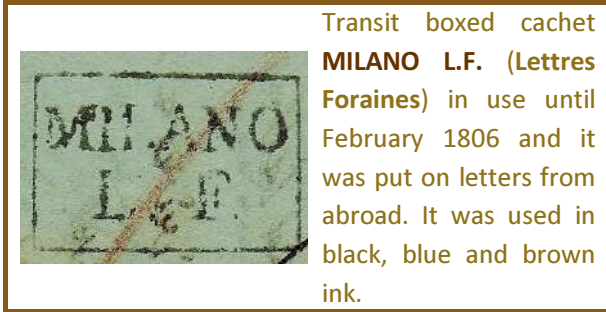 MILANO
L. F.
Transit boxed cachet
MILANO L.F. (Lettres
Foraines) in use until
February 1806 and it
was put on letters from
abroad. It was used in
black, blue and brown
ink.